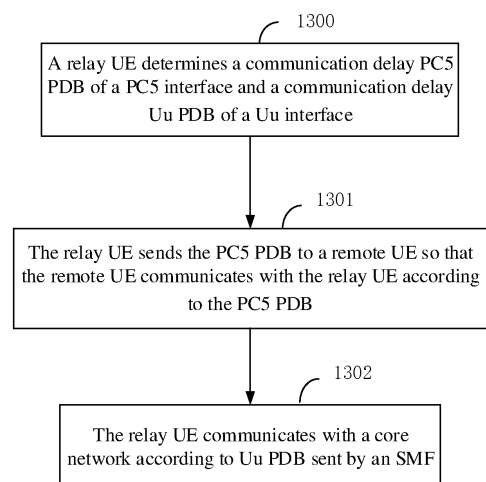 1300
A relay UE determines a communication delay PC5
PDB of a PC5 interface and a communication delay
Uu PDB of a Uu interface
1301
The relay UE sends the PC5 PDB to a remote UE so that
the remote UE communicates with the relay UE according
to the PC5 PDB
1302
The relay UE communicates with a core
network according to Uu PDB sent by an SMF